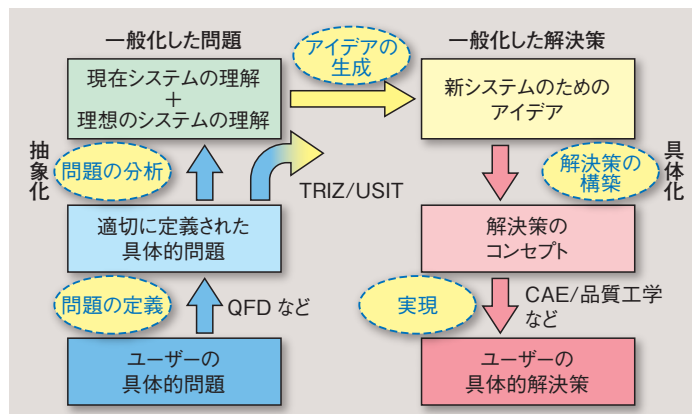 一般化した問題
アイデアの
生成
一般化した解決策
現在システムの理解
＋
理想のシステムの理解
新システムのための
アイデア
抽象化
問題の分析
TRIZ/USIT
解決策の
構築
具体化
適切に定義された
具体的問題
解決策の
コンセプト
問題の定義
QFD など
実現
CAE/品質工学
など
ユーザーの
具体的問題
ユーザーの
具体的解決策